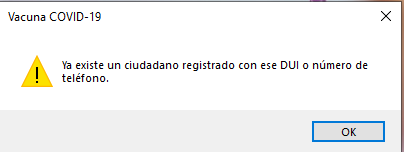 Vacuna COVID-19
Ya existe un ciudadano registrado con ese DUI o número de
teléfono.
OK